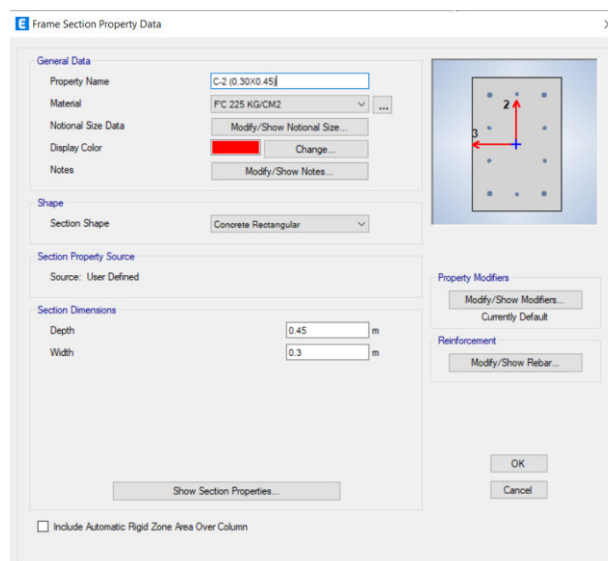 E Frame Section Property Data
General Data
Property Name C-2 (0.30X0.45)
Material F'C 225 KG/CM2 ...
Notional Size Data Modify/Show Notional Size...
Display Color Change...
Notes Modify/Show Notes...
Shape
Section Shape Concrete Rectangular
Section Property Source
Source: User Defined
Section Dimensions
Depth 0.45 m
Width 0.3 m
Show Section Properties...
Include Automatic Rigid Zone Area Over Column
2
3
Property Modifiers
Modify/Show Modifiers...
Currently Default
Reinforcement
Modify/Show Rebar...
OK
Cancel